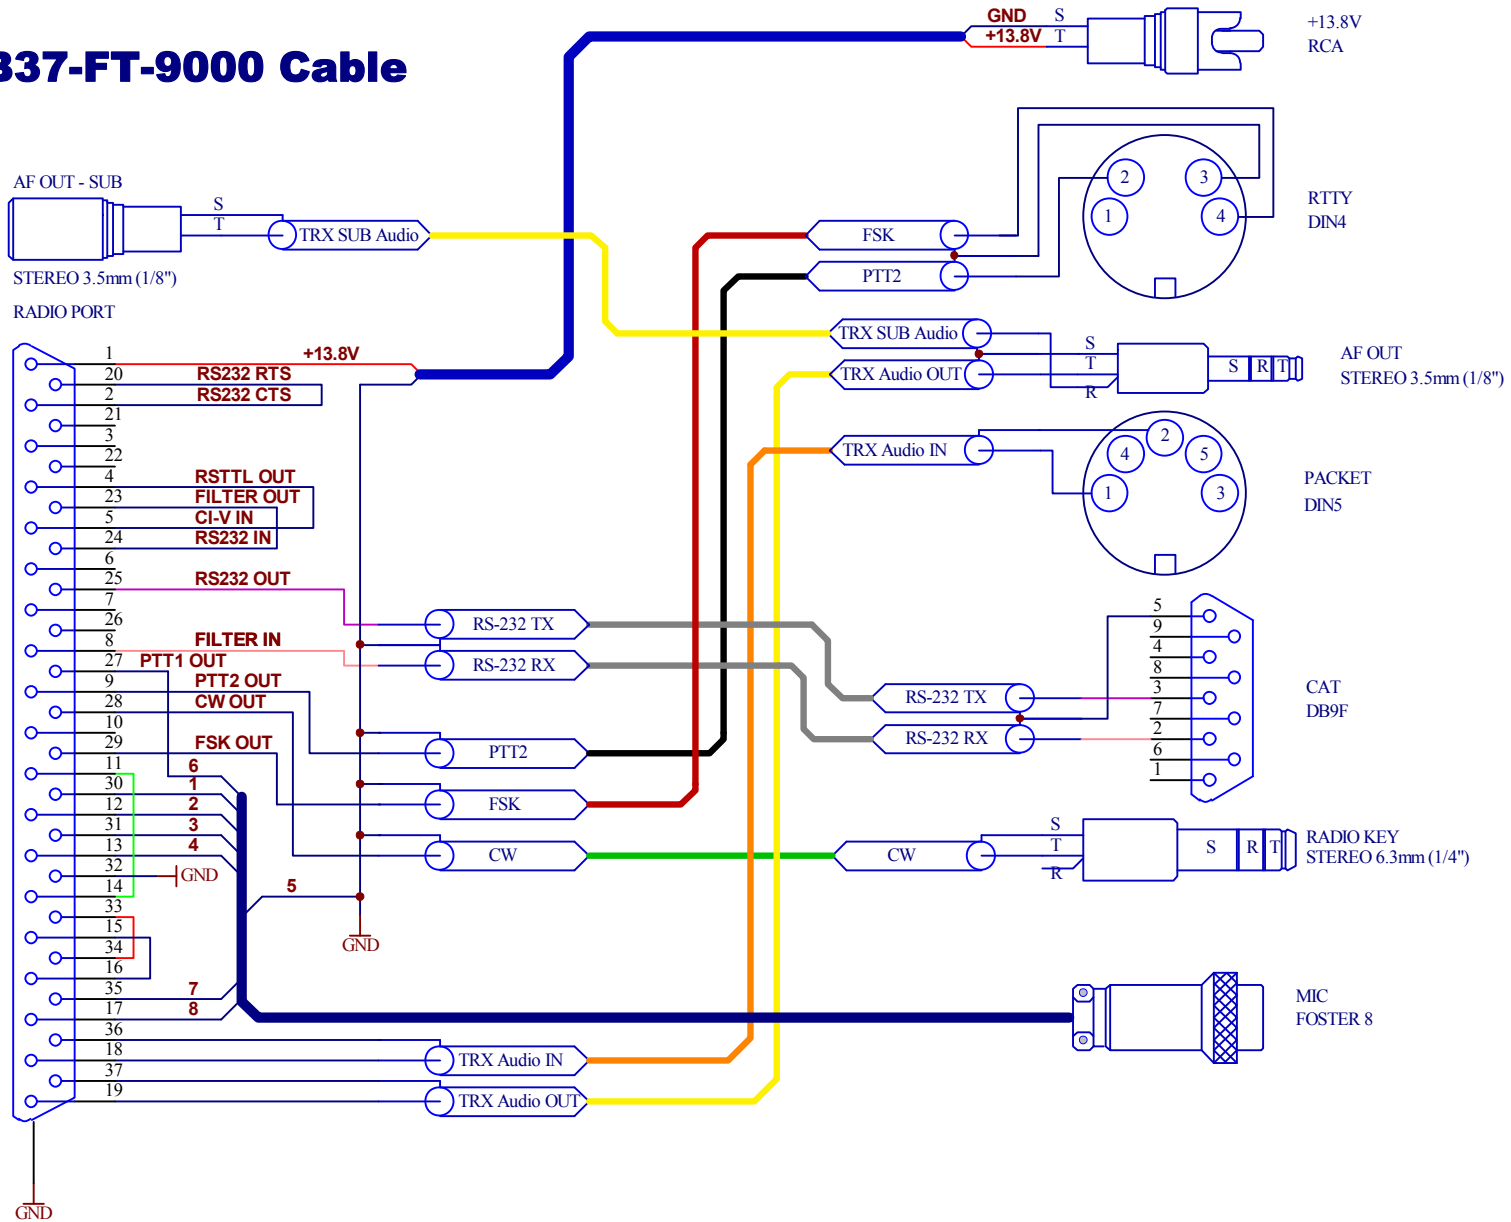 B37-FT-9000 Cable
GND S
+13.8V T
+13.8V
RCA
AF OUT - SUB
S
T
TRX SUB Audio
STEREO 3.5mm (1/8")
RADIO PORT
FSK
PTT2
2
3
1
4
RTTY
DIN4
TRX SUB Audio
TRX Audio OUT
S
T
R
S R T
AF OUT
STEREO 3.5mm (1/8")
TRX Audio IN
2
4
5
1
3
PACKET
DIN5
1 +13.8V
20 RS232 RTS
2 RS232 CTS
21
3
22
4 RSTTL OUT
23 FILTER OUT
5 CI-V IN
24 RS232 IN
6
25 RS232 OUT
7
26
8 FILTER IN
27 PTT1 OUT
9 PTT2 OUT
28 CW OUT
10
29 FSK OUT
11 6
30 1
12 2
31 3
13 4
32 GND
14 5
33
15
34
16
35 7
17 8
36
18
37
19
GND
GND
RS-232 TX
RS-232 RX
PTT2
FSK
CW
TRX Audio IN
TRX Audio OUT
RS-232 TX
RS-232 RX
5
9
4
8
3
7
2
6
1
CAT
DB9F
CW
S
T
R
S R T
RADIO KEY
STEREO 6.3mm (1/4")
MIC
FOSTER 8